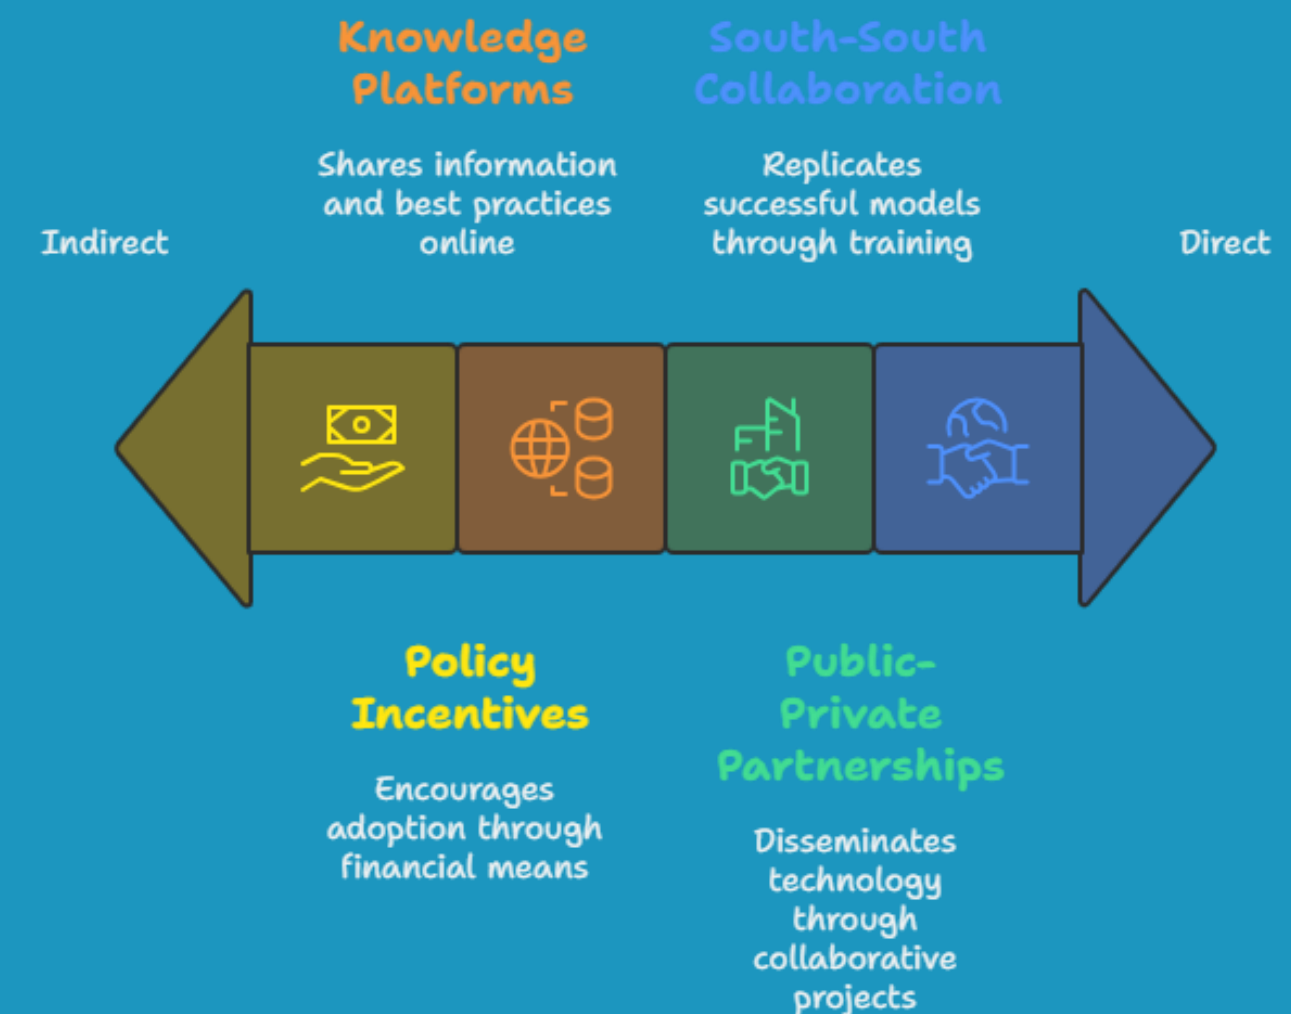 Knowledge
Platforms
South-South
Collaboration
Shares information
and best practices
online
Replicates
successful models
through training
Indirect
Direct
Policy
Incentives
Encourages
adoption through
financial means
Public-
Private
Partnerships
Disseminates
technology
through
collaborative
projects